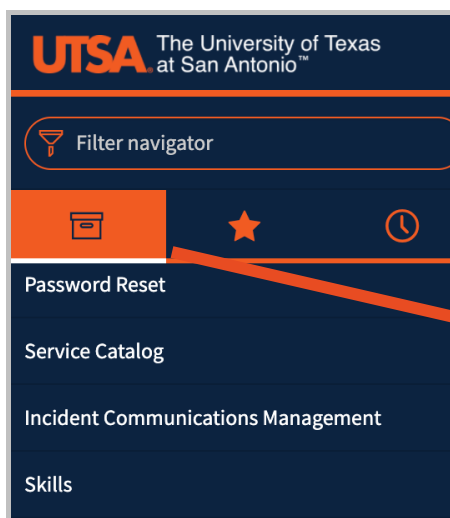 UTSA The University of Texas
at San Antonio™
Filter navigator
Password Reset
Service Catalog
Incident Communications Management
Skills